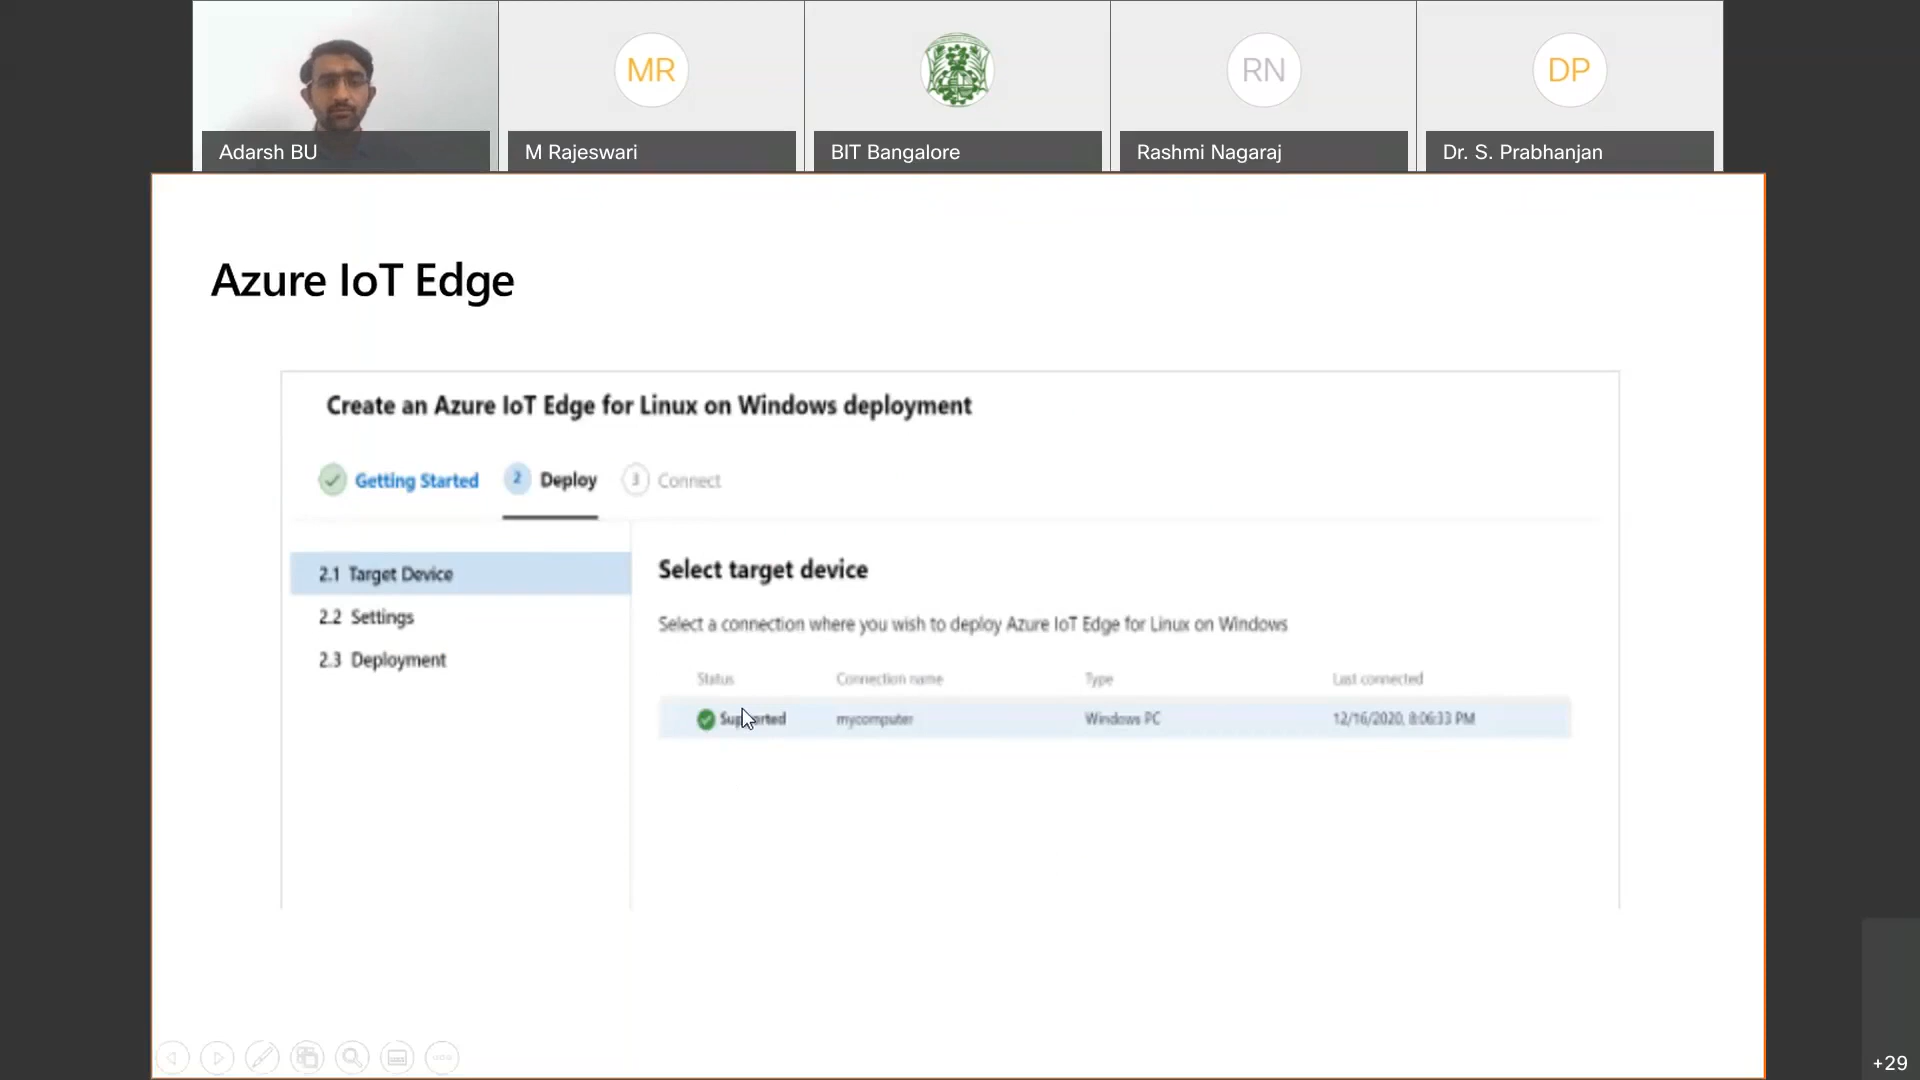 MR
RN
DP
Adarsh BU
M Rajeswari
BIT Bangalore
Rashmi Nagaraj
Dr. S. Prabhanjan
Azure IoT Edge
Create an Azure IoT Edge for Linux on Windows deployment
Getting Started
2 Deploy
3 Connect
2.1 Target Device
2.2 Settings
2.3 Deployment
Select target device
Select a connection where you wish to deploy Azure IoT Edge for Linux on Windows
Status Connection name Type Last connected
Supported mycomputer Windows PC 12/16/2020, 8:06:33 PM
+29